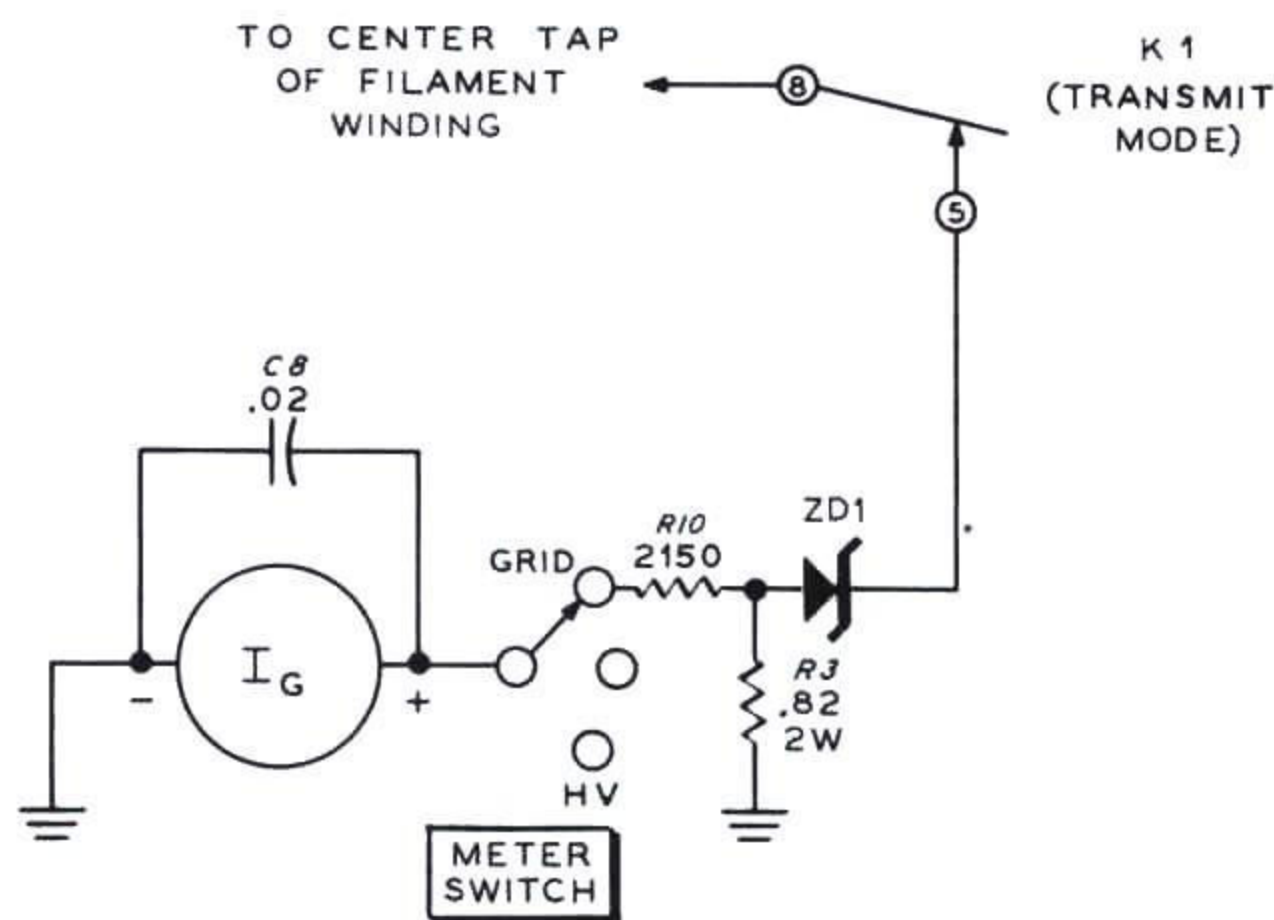 TO CENTER TAP
OF FILAMENT
WINDING
8
K 1
(TRANSMIT
MODE)
5
C8
.02
I G
-
+
GRID
R10
2150
ZD1
R3
.82
2W
HV
METER
SWITCH